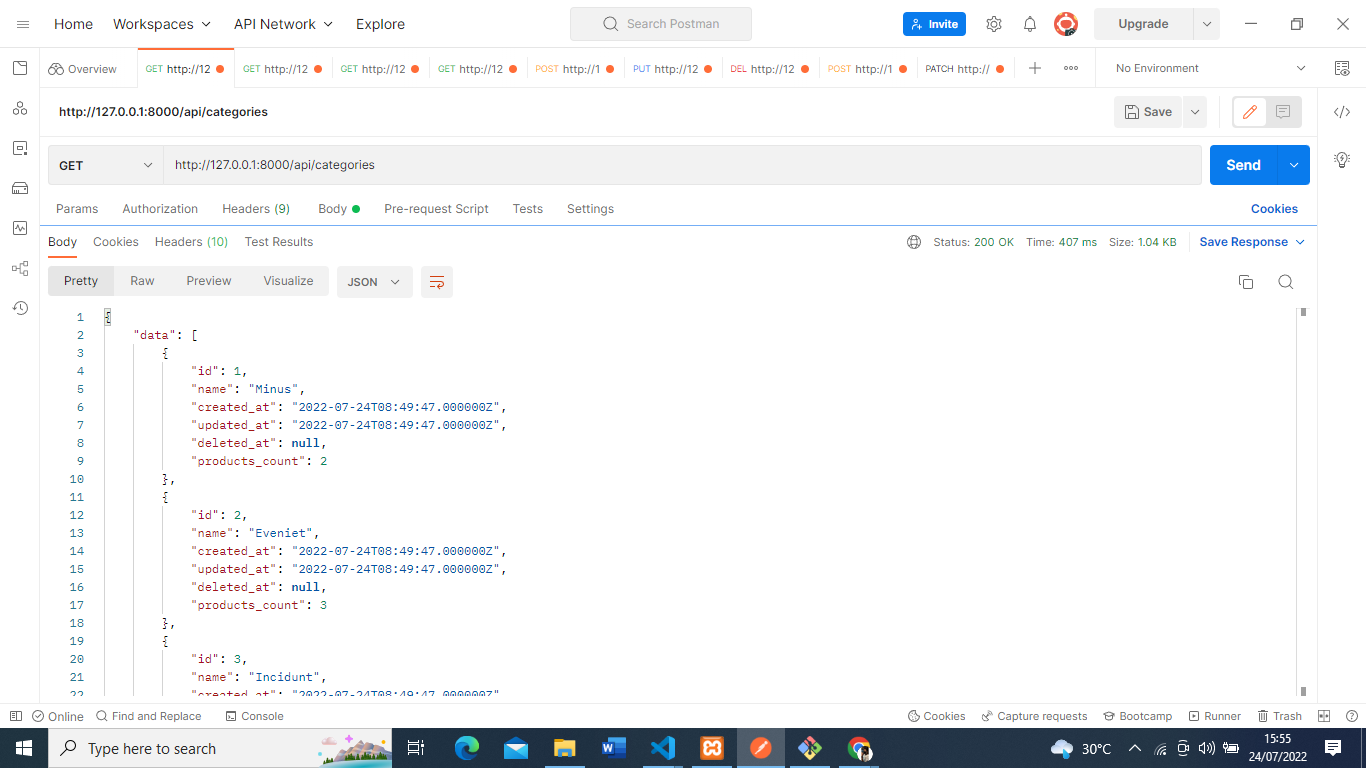 Home Workspaces API Network Explore Search Postman Invite Upgrade
Overview GET http://12 GET http://12 GET http://12 GET http://12 POST http://1 PUT http://12 DEL http://12 POST http://1 PATCH http:// No Environment
http://127.0.0.1:8000/api/categories Save
GET http://127.0.0.1:8000/api/categories Send
Params Authorization Headers (9) Body Pre-request Script Tests Settings Cookies
Body Cookies Headers (10) Test Results Status: 200 OK Time: 407 ms Size: 1.04 KB Save Response
Pretty Raw Preview Visualize JSON
1 {
2 "data": [
3 {
4 "id": 1,
5 "name": "Minus",
6 "created_at": "2022-07-24T08:49:47.000000Z",
7 "updated_at": "2022-07-24T08:49:47.000000Z",
8 "deleted_at": null,
9 "products_count": 2
10 },
11 {
12 "id": 2,
13 "name": "Eveniet",
14 "created_at": "2022-07-24T08:49:47.000000Z",
15 "updated_at": "2022-07-24T08:49:47.000000Z",
16 "deleted_at": null,
17 "products_count": 3
18 },
19 {
20 "id": 3,
21 "name": "Incidunt",
22 "created_at": "2022-07-24T08:49:47.000000Z"
Online Find and Replace Console Cookies Capture requests Bootcamp Runner Trash
Type here to search 30°C 15:55
24/07/2022